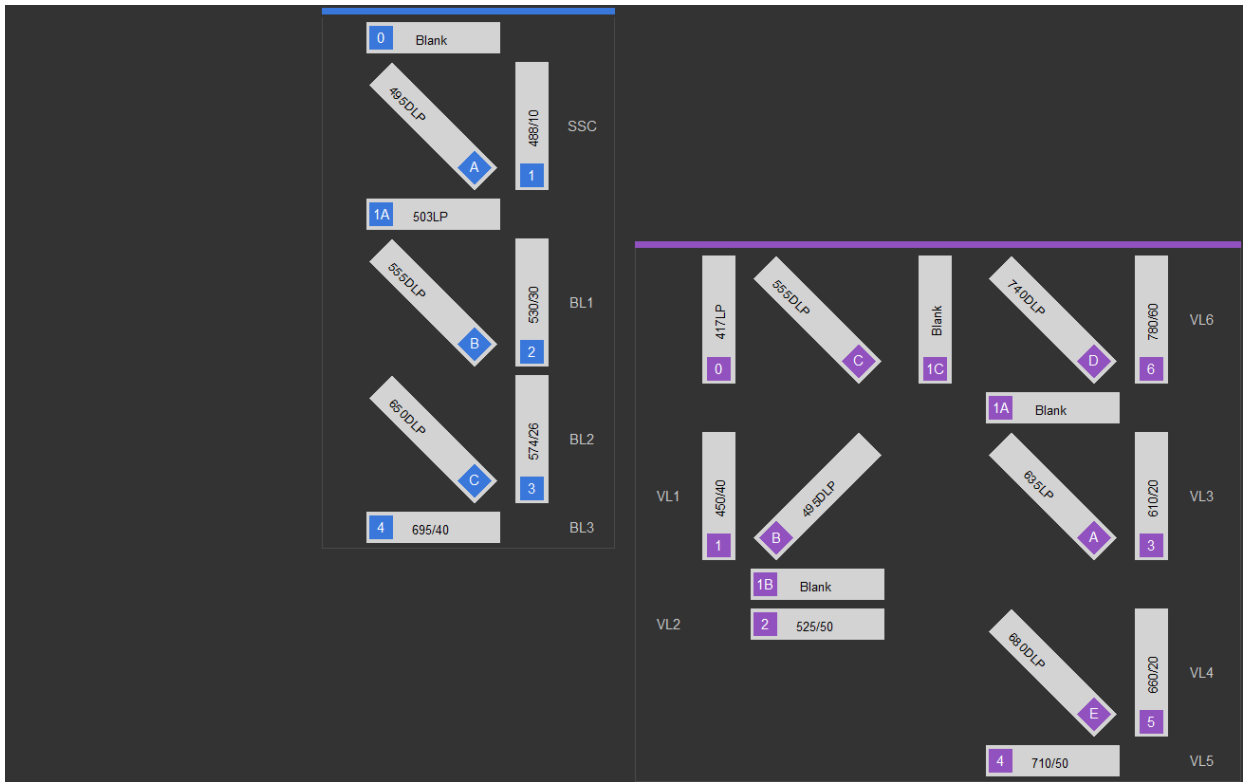 0 Blank
495DLP
A
488/10
1
SSC
1A 503LP
555DLP
B
530/30
2
BL1
650DLP
C
574/26
3
BL2
4 695/40
BL3
417LP
0
555DLP
C
Blank
1C
740DLP
D
780/60
6
VL6
1A Blank
VL1
450/40
1
495DLP
B
635LP
A
610/20
3
VL3
1B Blank
VL2
2 525/50
680DLP
E
660/20
5
VL4
4 710/50
VL5